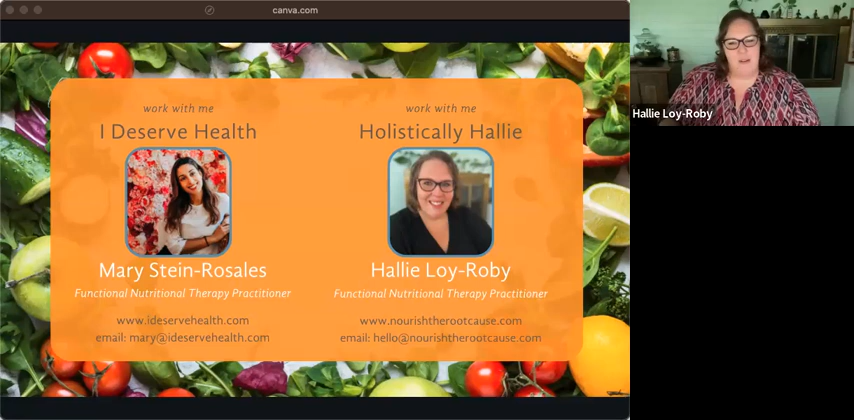 canva.com
work with me
I Deserve Health
Mary Stein-Rosales
Functional Nutritional Therapy Practitioner
www.ideservehealth.com
email: mary@ideservehealth.com
work with me
Holistically Hallie
Hallie Loy-Roby
Functional Nutritional Therapy Practitioner
www.nourishtherootcause.com
email: hello@nourishtherootcause.com
Hallie Loy-Roby